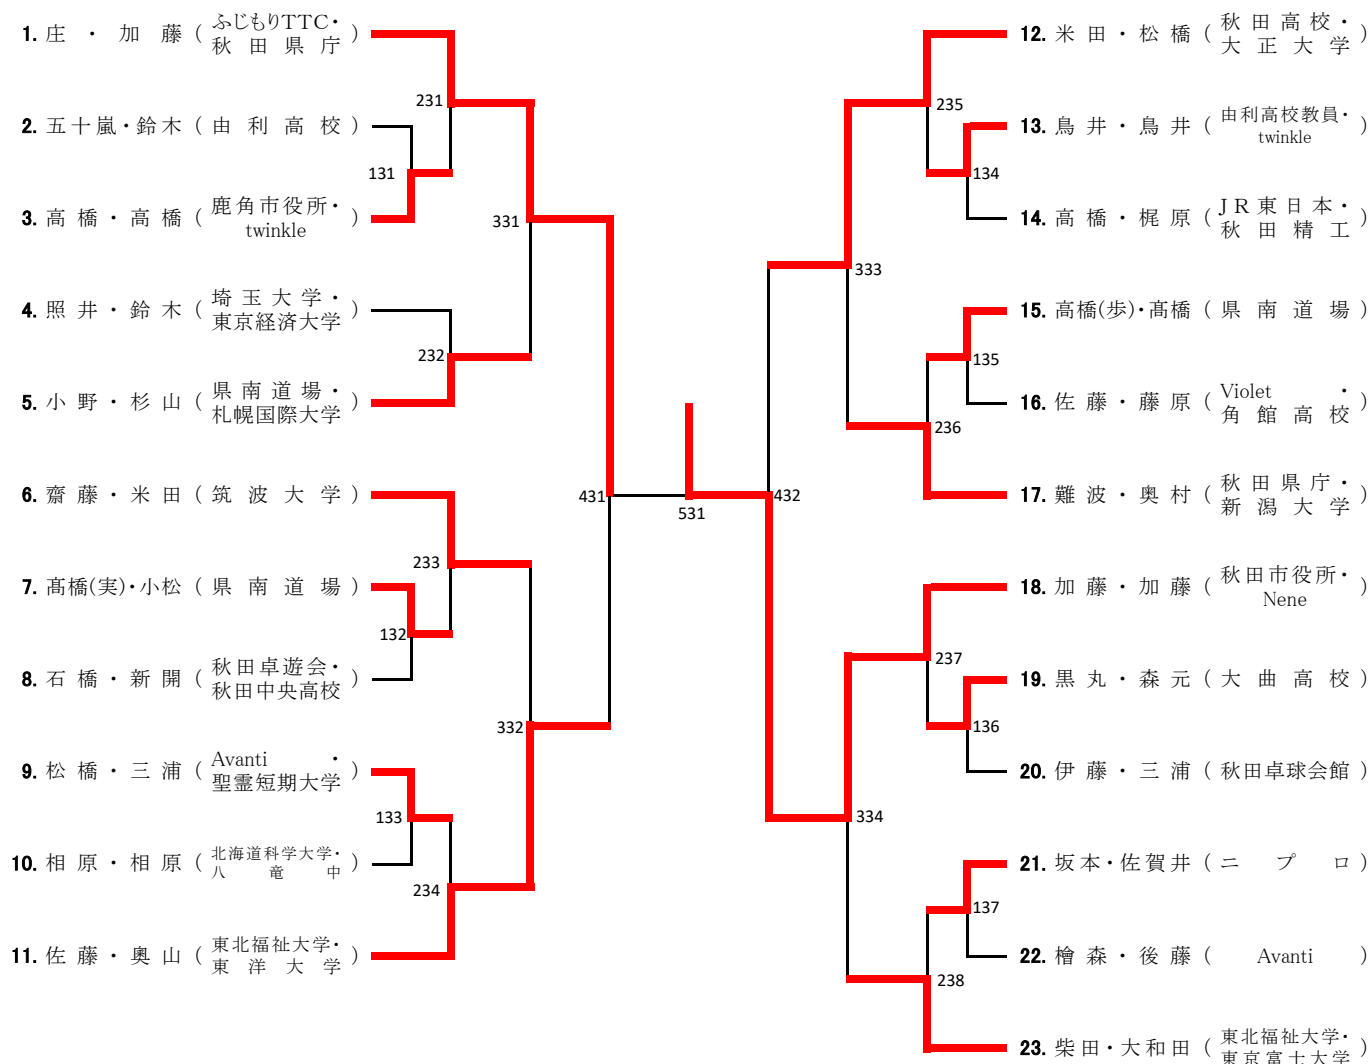 1. 庄・加藤 (ふじもりTTC・
秋田県庁)
2. 五十嵐・鈴木 (由利高校)
3. 高橋・高橋 (鹿角市役所・
twinkle)
4. 照井・鈴木 (埼玉大学・
東京経済大学)
5. 小野・杉山 (県南道場・
札幌国際大学)
6. 齋藤・米田 (筑波大学)
7. 髙橋(実)・小松 (県南道場)
8. 石橋・新開 (秋田卓遊会・
秋田中央高校)
9. 松橋・三浦 (Avanti・
聖霊短期大学)
10. 相原・相原 (北海道科学大学・
八竜中)
11. 佐藤・奥山 (東北福祉大学・
東洋大学)
231
131
331
232
431
233
132
332
133
234
531
12. 米田・松橋 (秋田高校・
大正大学)
13. 鳥井・鳥井 (由利高校教員・
twinkle)
14. 高橋・梶原 (JR東日本・
秋田精工)
15. 高橋(歩)・髙橋 (県南道場)
16. 佐藤・藤原 (Violet・
角館高校)
17. 難波・奥村 (秋田県庁・
新潟大学)
18. 加藤・加藤 (秋田市役所・
Nene)
19. 黒丸・森元 (大曲高校)
20. 伊藤・三浦 (秋田卓球会館)
21. 坂本・佐賀井 (ニプロ)
22. 檜森・後藤 (Avanti)
23. 柴田・大和田 (東北福祉大学・
東京富士大学)
235
134
333
135
236
432
237
136
334
137
238